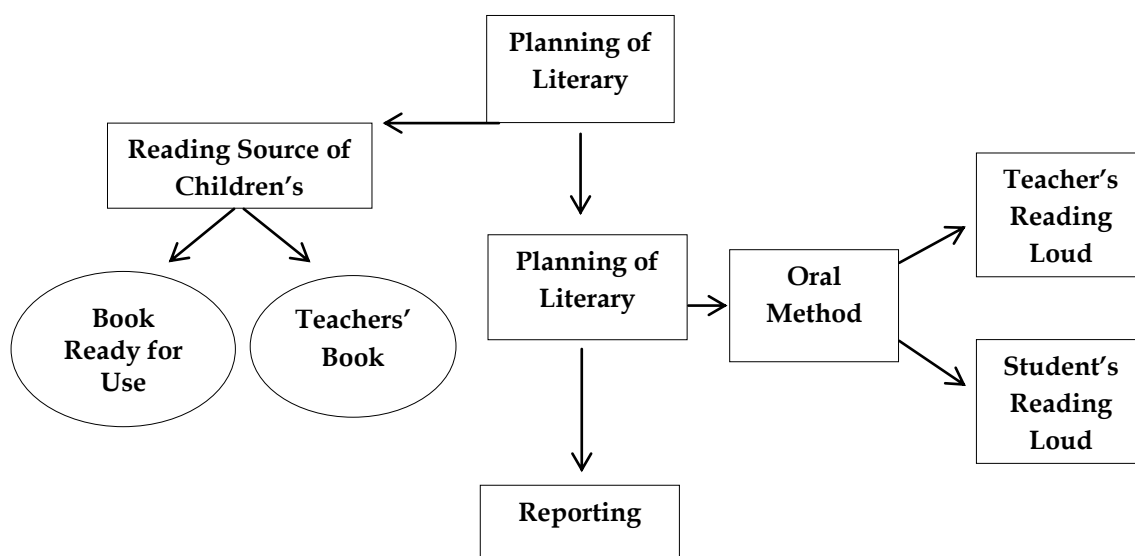 Planning of
Literary
Reading Source of
Children's
Teacher's
Reading
Loud
Planning of
Literary
Oral
Method
Book
Ready for
Use
Teachers'
Book
Student's
Reading
Loud
Reporting